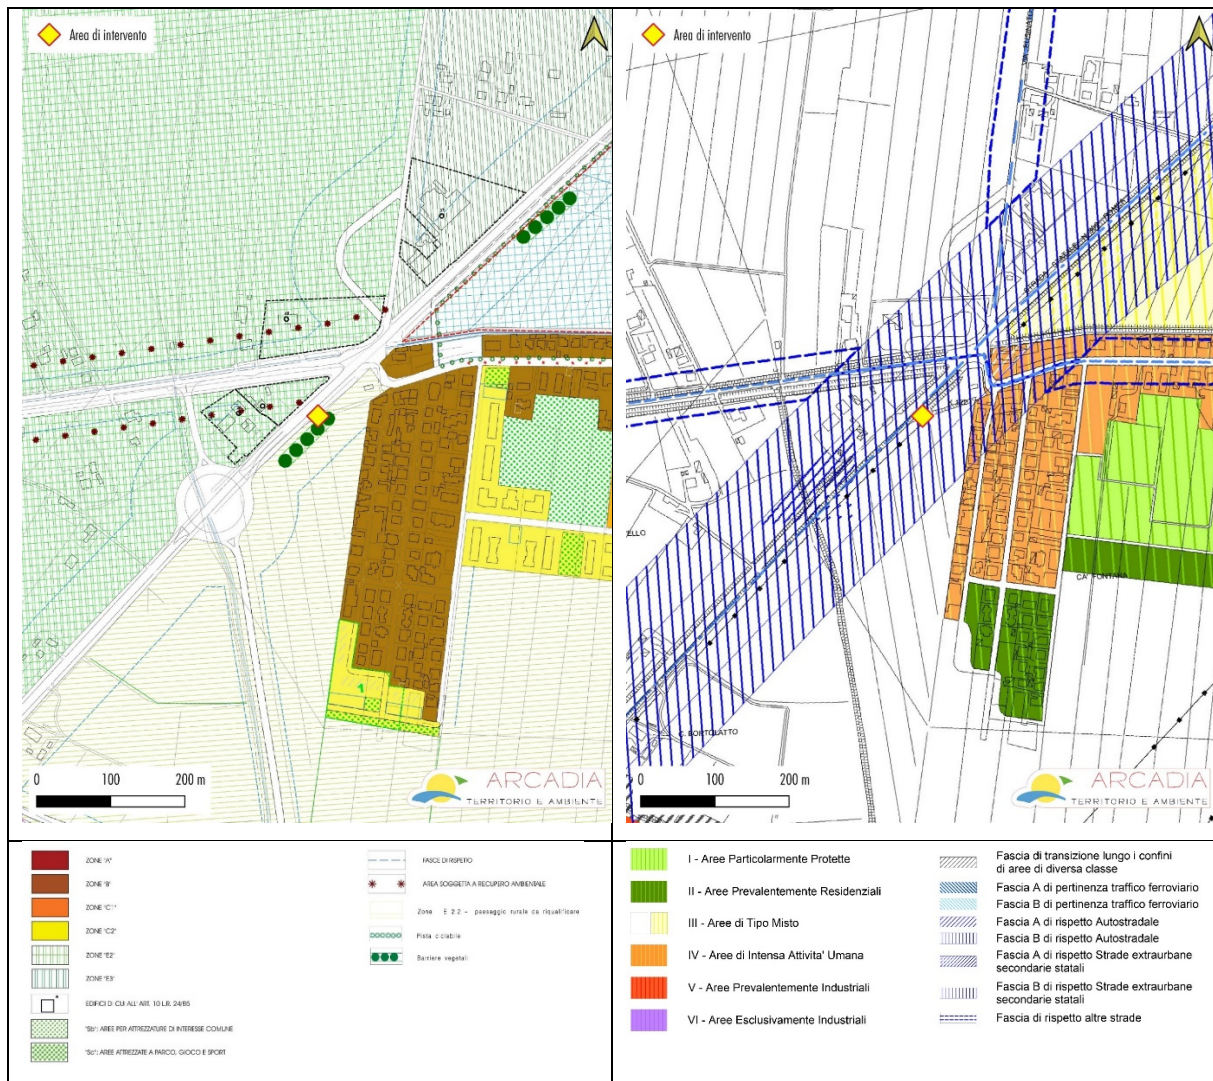 Area di intervento
0 100 200 m
ARCADIA
TERRITORIO E AMBIENTE
Area di intervento
STRADA STATALE
CA' FONTANA
C. BORTOLATTO
0 100 200 m
ARCADIA
TERRITORIO E AMBIENTE
ZONE "A"
ZONE "B"
ZONE "C1"
ZONE "C2"
ZONE "E2"
ZONE "E3"
EDIFICI DI CUI ALL' ART. 10 L.R. 24/85
"Sb": AREE PER ATTREZZATURE DI INTERESSE COMUNE
"Sc": AREE ATTREZZATE A PARCO, GIOCO E SPORT
FASCE DI RISPETTO
AREA SOGGETTA A RECUPERO AMBIENTALE
Zona E 2.2 - paesaggio rurale da riqualificare
Pista ciclabile
Barriere vegetali
I - Aree Particolarmente Protette
II - Aree Prevalentemente Residenziali
III - Aree di Tipo Misto
IV - Aree di Intensa Attivita' Umana
V - Aree Prevalentemente Industriali
VI - Aree Esclusivamente Industriali
Fascia di transizione lungo i confini
di aree di diversa classe
Fascia A di pertinenza traffico ferroviario
Fascia B di pertinenza traffico ferroviario
Fascia A di rispetto Autostradale
Fascia B di rispetto Autostradale
Fascia A di rispetto Strade extraurbane
secondarie statali
Fascia B di rispetto Strade extraurbane
secondarie statali
Fascia di rispetto altre strade